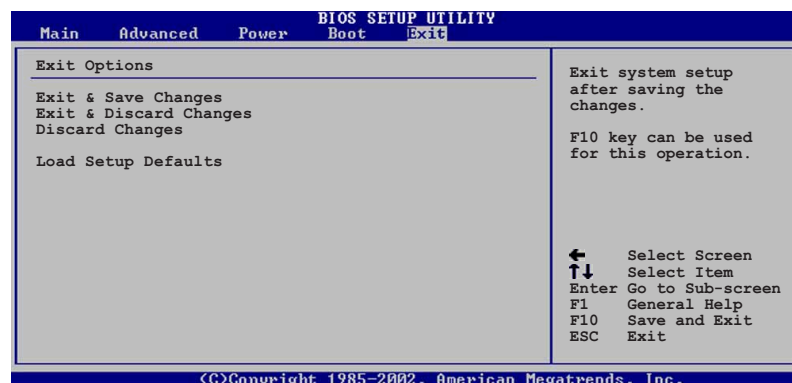 BIOS SETUP UTILITY
Main Advanced Power Boot Exit
Exit Options
Exit & Save Changes
Exit & Discard Changes
Discard Changes
Load Setup Defaults
Exit system setup
after saving the
changes.
F10 key can be used
for this operation.
← Select Screen
↑↓ Select Item
Enter Go to Sub-screen
F1 General Help
F10 Save and Exit
ESC Exit
(C)Copyright 1985-2002, American Megatrends, Inc.